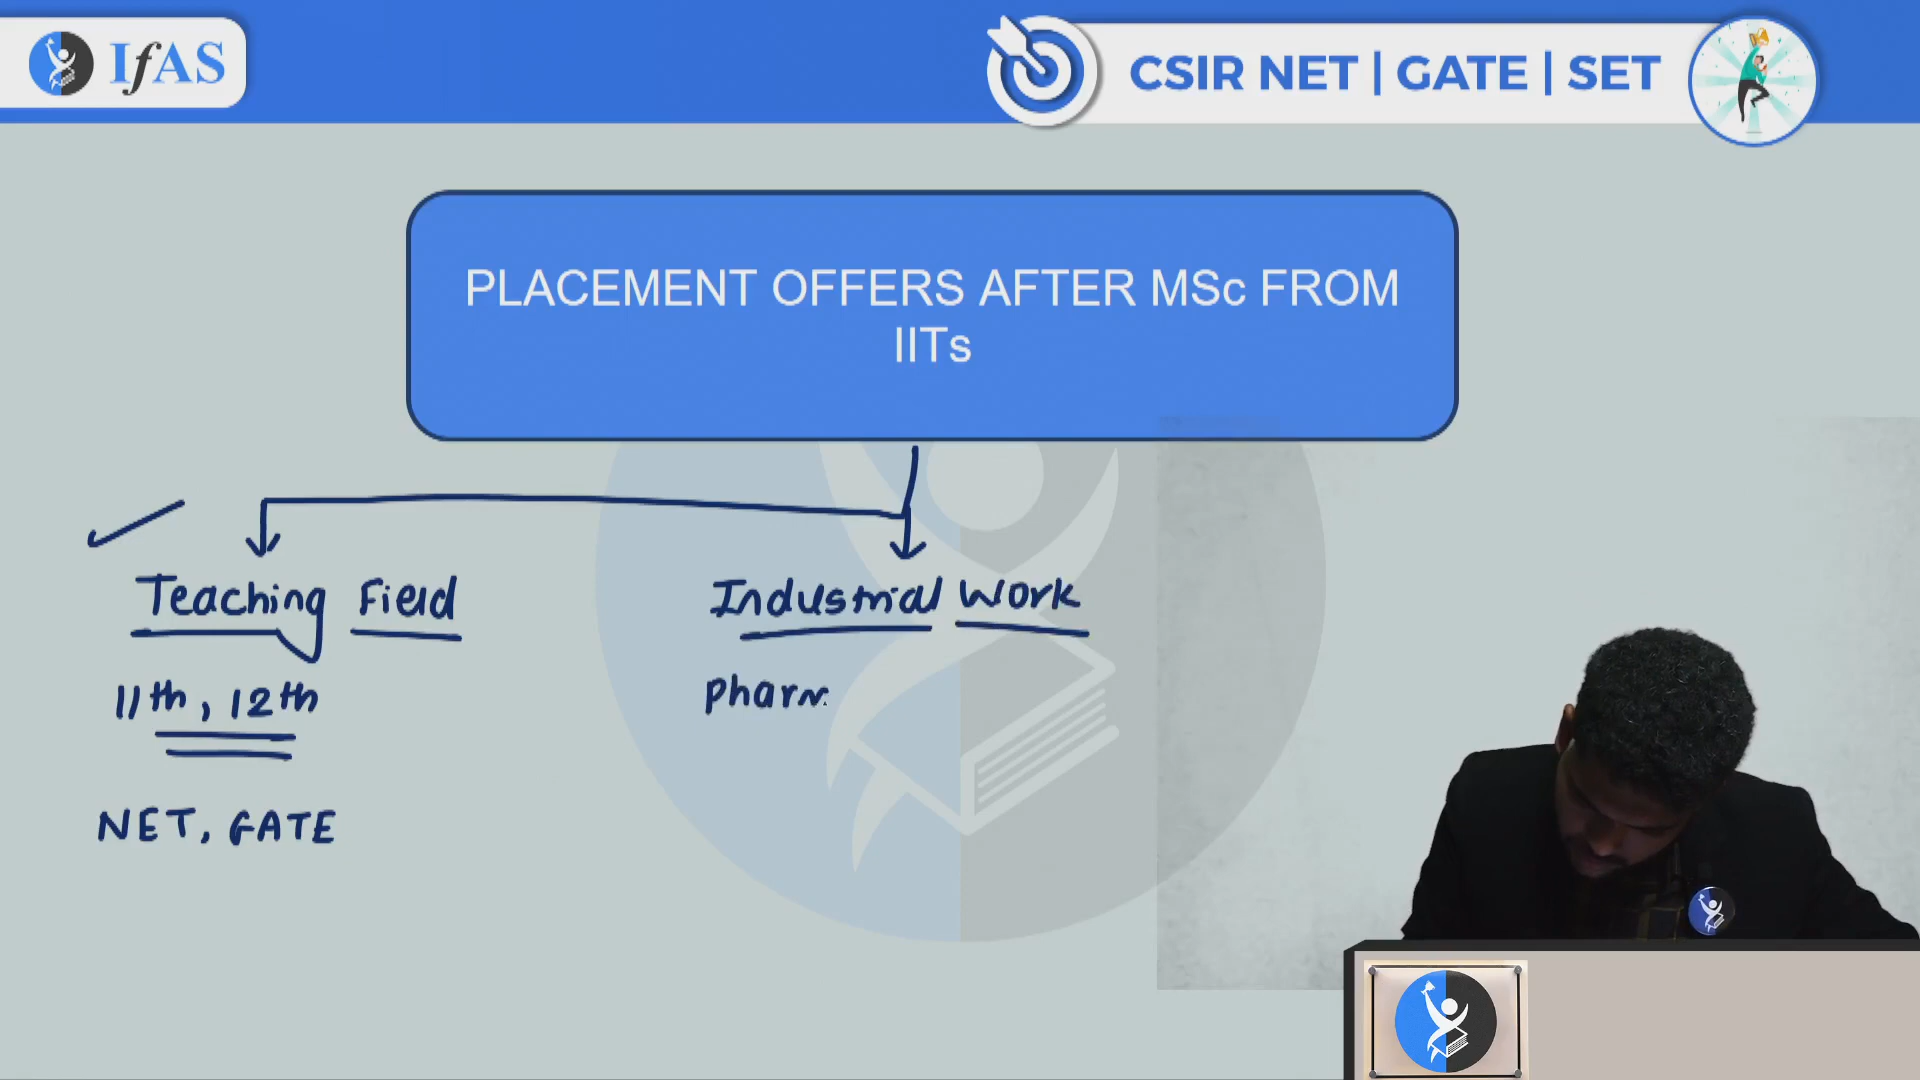 IfAS
CSIR NET | GATE | SET
PLACEMENT OFFERS AFTER MSc FROM
IITs
Teaching Field
Industrial Work
11th, 12th
Pharm
NET, GATE